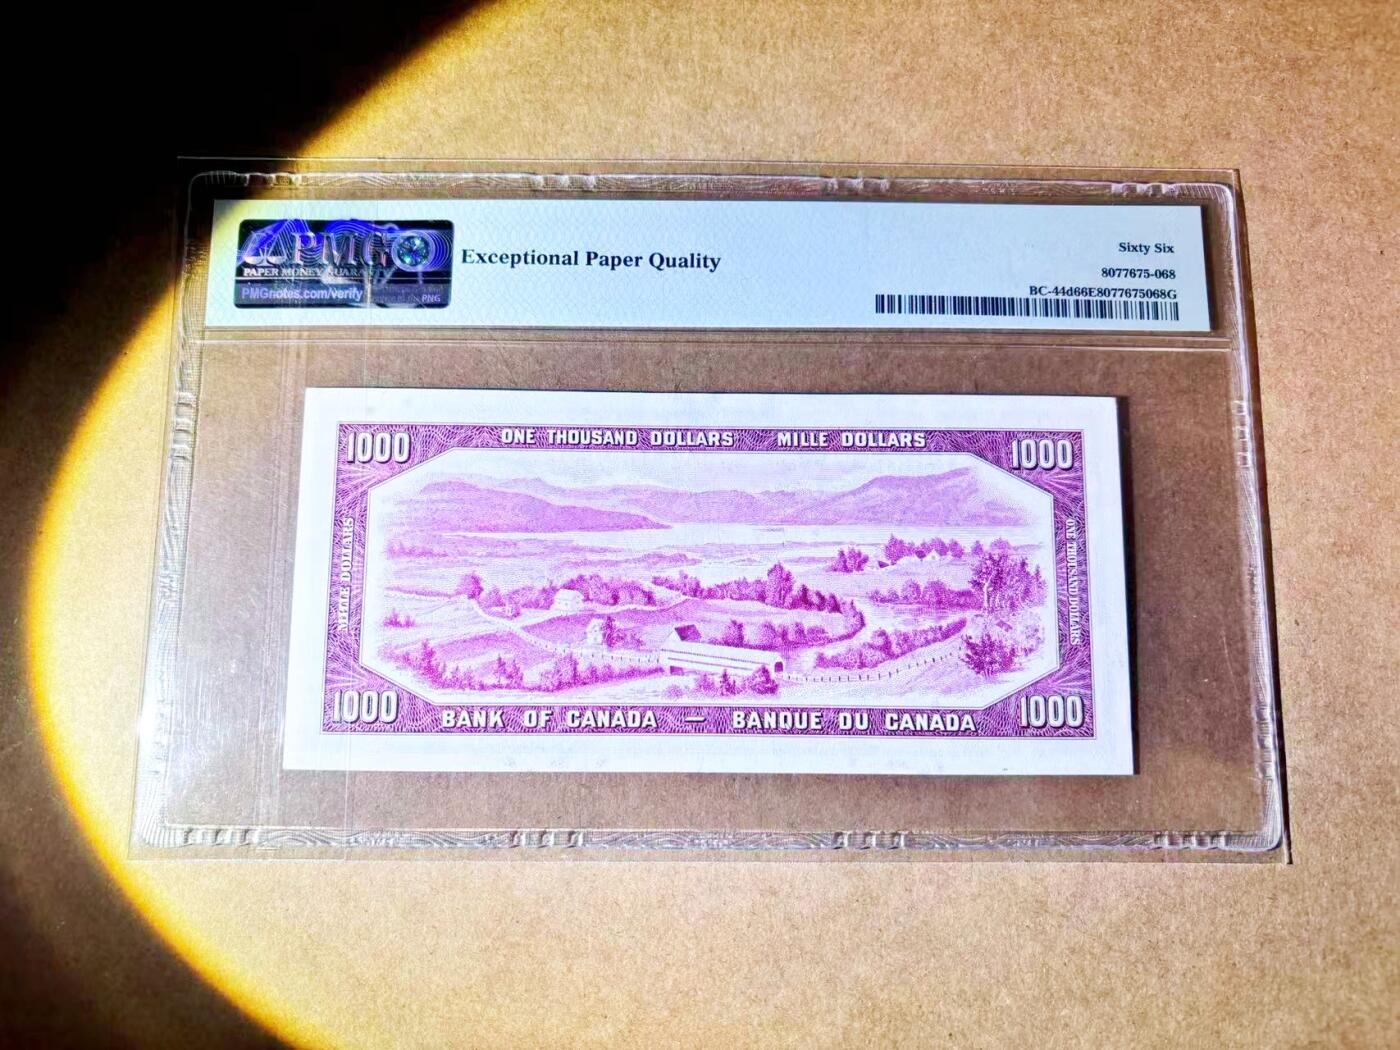 PMG
PAPER MONEY GUARANTY
PMGnotes.com/verify
PNG
Exceptional Paper Quality
Sixty Six
8077675-068
BC-44d66E8077675068G
1000
ONE THOUSAND DOLLARS MILLE DOLLARS
1000
MILLE DOLLARS
ONE THOUSAND DOLLARS
1000
BANK OF CANADA — BANQUE DU CANADA
1000